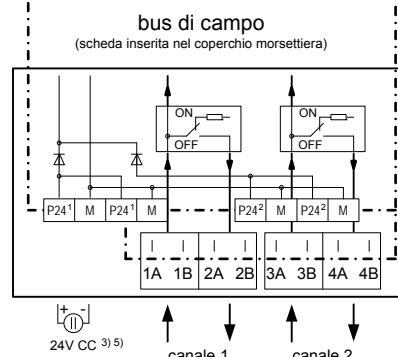 bus di campo
(scheda inserita nel coperchio morsettiera)
ON ON
OFF OFF
P24¹ M P24¹ M P24² M P24² M
1A 1B 2A 2B 3A 3B 4A 4B
+ -
24V CC ³⁾ ⁵⁾
canale 1 canale 2